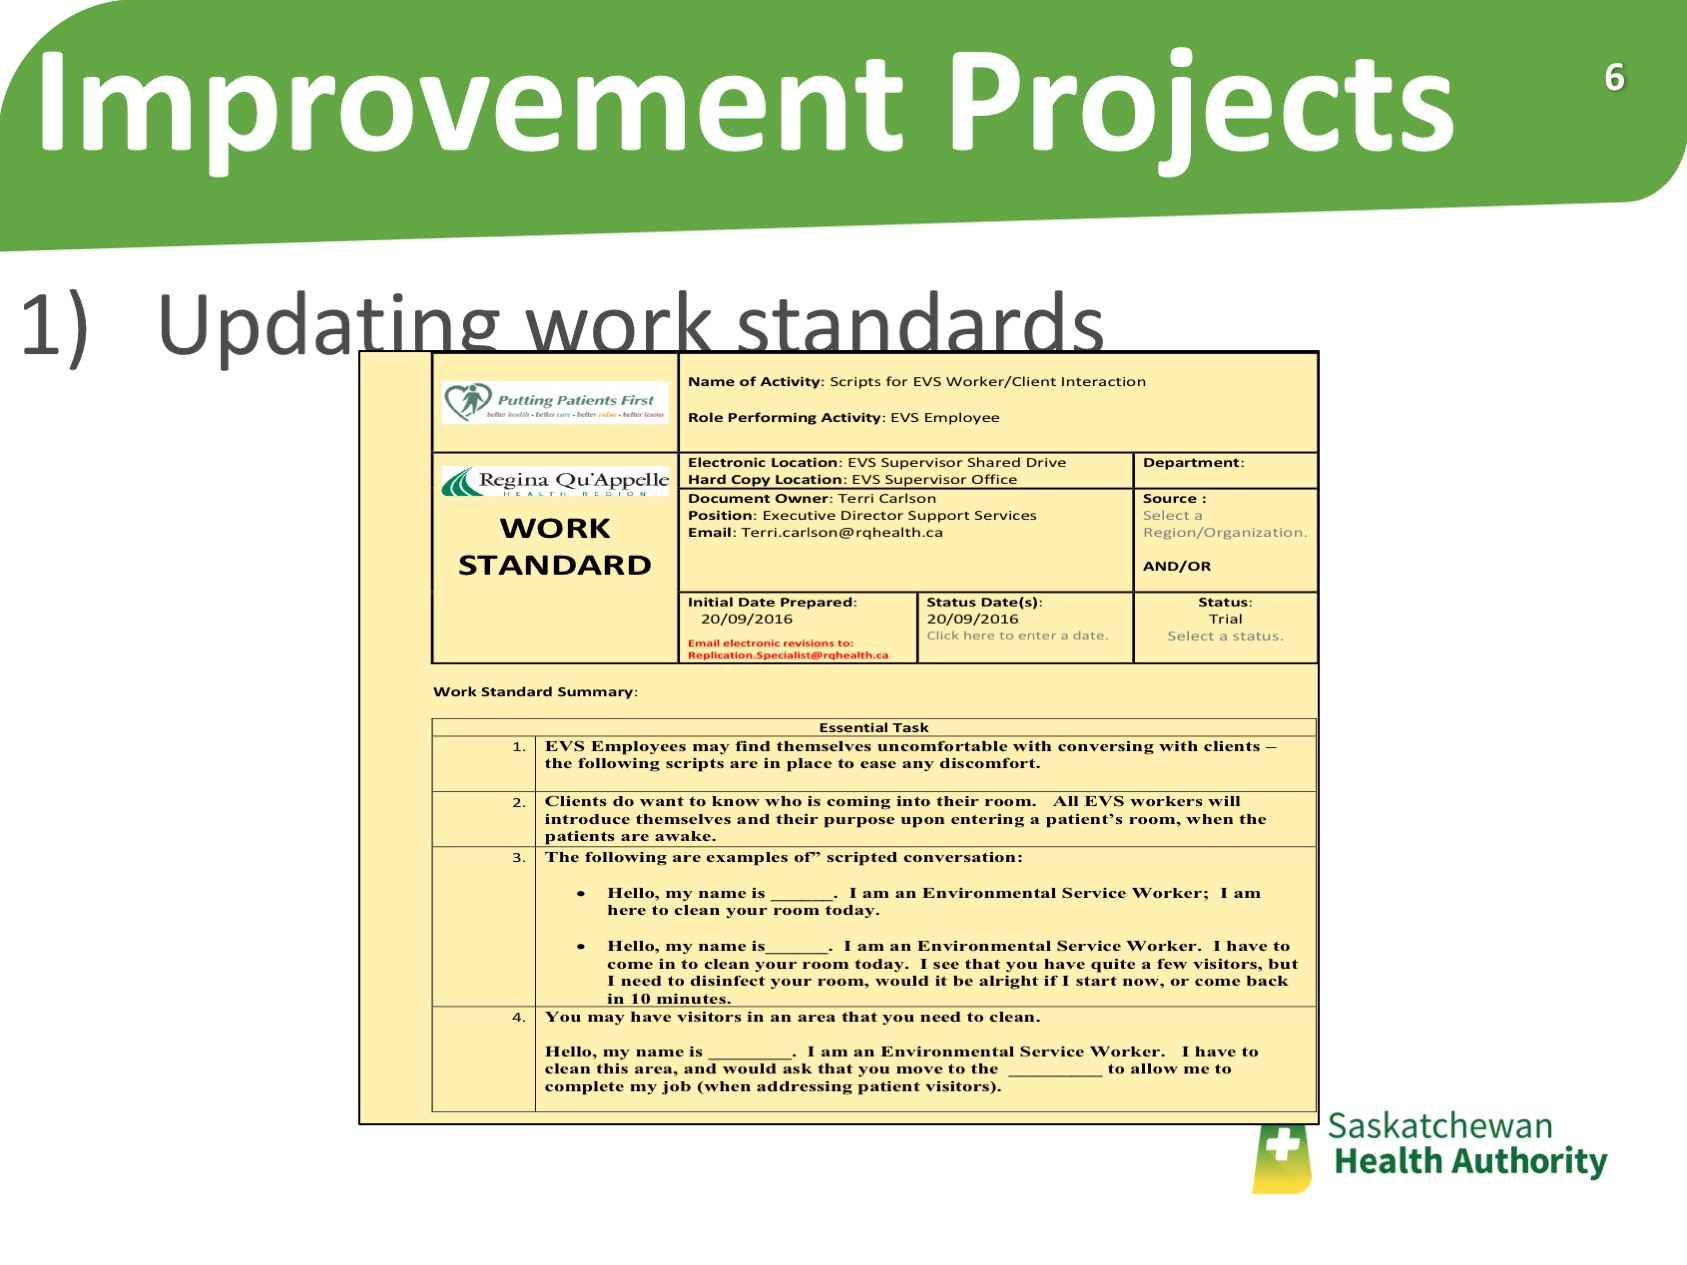 Improvement Projects
6
1) Updating work standards
Putting Patients First
better health • better care • better value • better teams
Name of Activity: Scripts for EVS Worker/Client Interaction
Role Performing Activity: EVS Employee
Regina Qu'Appelle
HEALTH REGION
WORK
STANDARD
Electronic Location: EVS Supervisor Shared Drive
Hard Copy Location: EVS Supervisor Office
Department:
Document Owner: Terri Carlson
Position: Executive Director Support Services
Email: Terri.carlson@rqhealth.ca
Source :
Select a
Region/Organization.
AND/OR
Initial Date Prepared:
20/09/2016
Email electronic revisions to:
Replication.Specialist@rqhealth.ca
Status Date(s):
20/09/2016
Click here to enter a date.
Status:
Trial
Select a status.
Work Standard Summary:
Essential Task
1. EVS Employees may find themselves uncomfortable with conversing with clients –
the following scripts are in place to ease any discomfort.
2. Clients do want to know who is coming into their room. All EVS workers will
introduce themselves and their purpose upon entering a patient's room, when the
patients are awake.
3. The following are examples of” scripted conversation:
• Hello, my name is ______. I am an Environmental Service Worker; I am
here to clean your room today.
• Hello, my name is______. I am an Environmental Service Worker. I have to
come in to clean your room today. I see that you have quite a few visitors, but
I need to disinfect your room, would it be alright if I start now, or come back
in 10 minutes.
4. You may have visitors in an area that you need to clean.
Hello, my name is ________. I am an Environmental Service Worker. I have to
clean this area, and would ask that you move to the _________ to allow me to
complete my job (when addressing patient visitors).
Saskatchewan
Health Authority